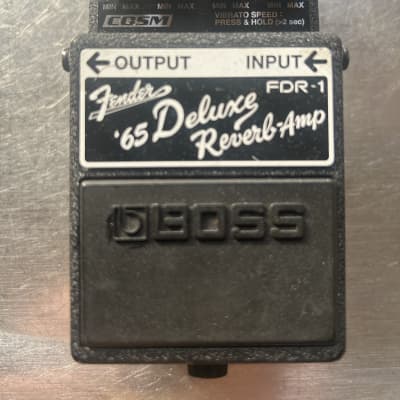 MIN MAX MIN MAX MIN MAX MIN MAX
COSM
VIBRATO SPEED :
PRESS & HOLD (>2 sec)
OUTPUT INPUT
FDR-1
Fender
'65 Deluxe
Reverb-Amp
BOSS